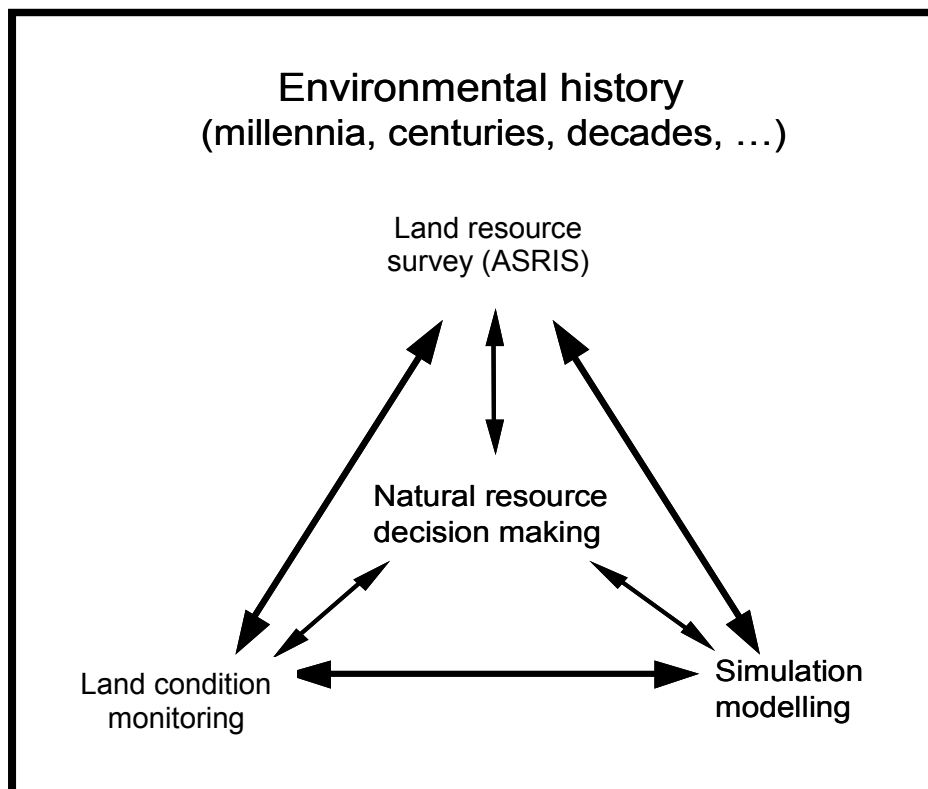 Environmental history
(millennia, centuries, decades, …)
Land resource
survey (ASRIS)
Natural resource
decision making
Land condition
monitoring
Simulation
modelling